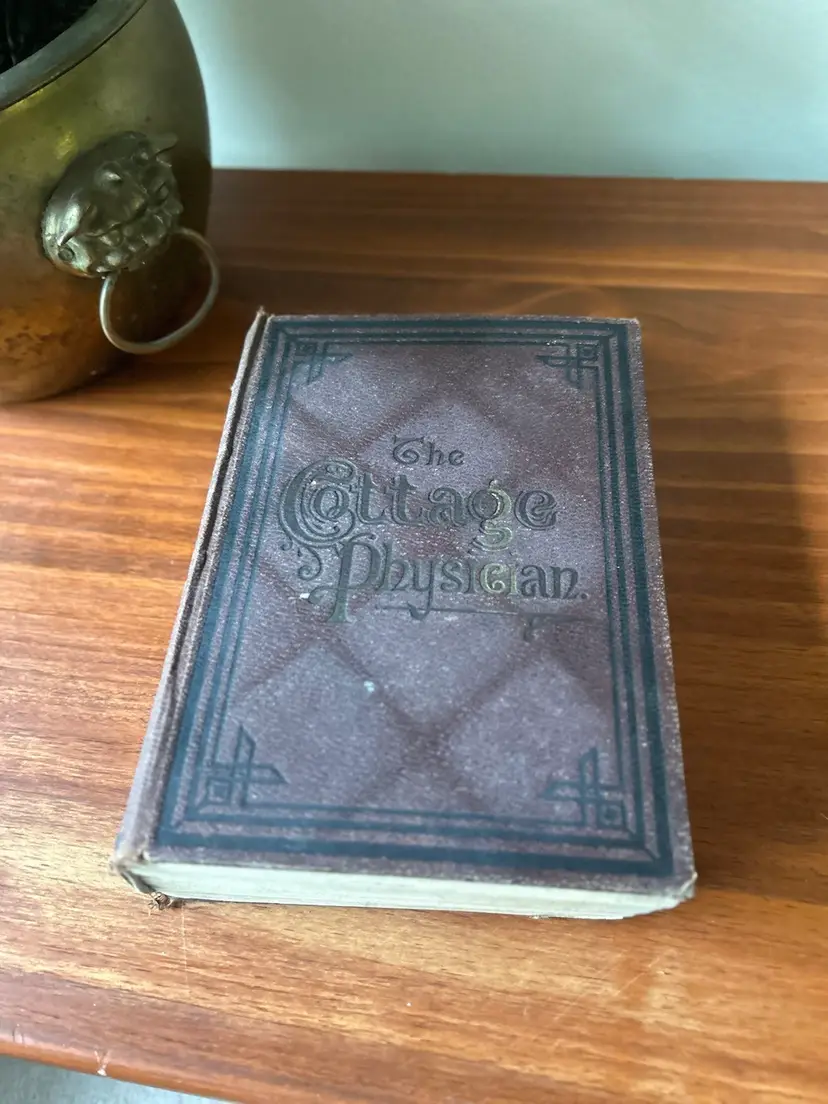 The
Cottage
Physician.